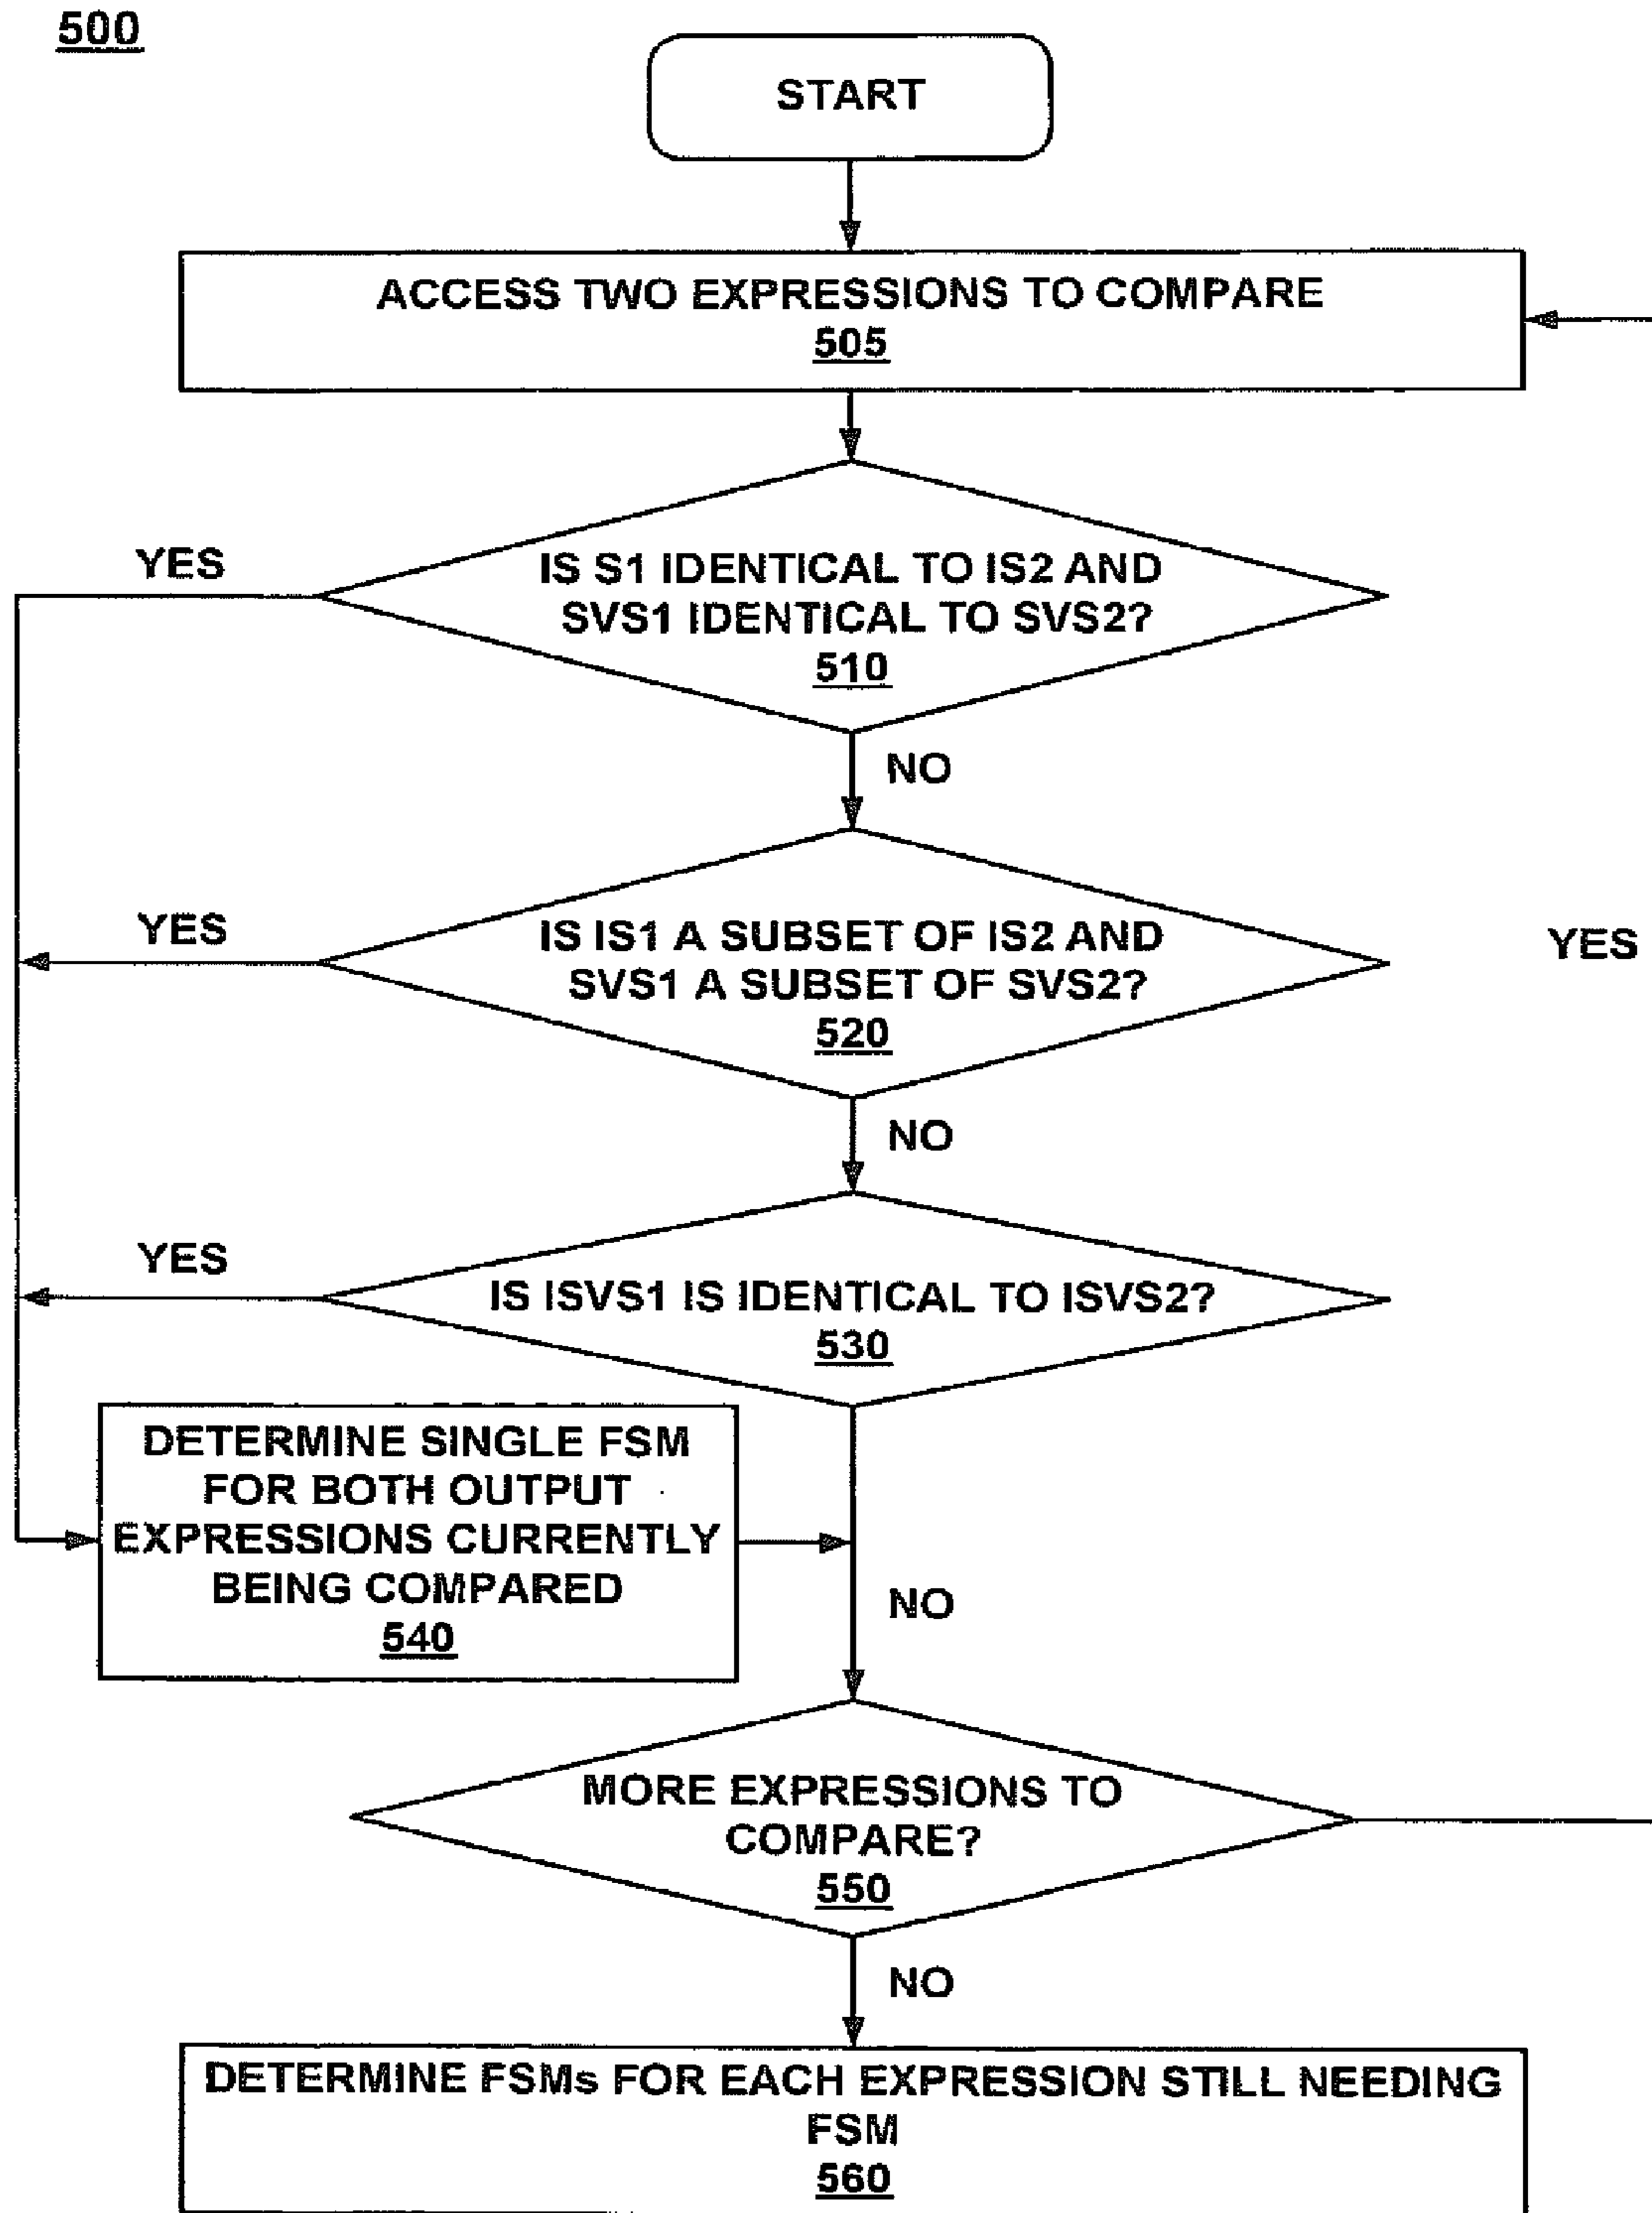 500
START
ACCESS TWO EXPRESSIONS TO COMPARE
505
YES
IS S1 IDENTICAL TO IS2 AND
SVS1 IDENTICAL TO SVS2?
510
NO
YES
IS IS1 A SUBSET OF IS2 AND
SVS1 A SUBSET OF SVS2?
520
YES
NO
YES
IS ISVS1 IS IDENTICAL TO ISVS2?
530
DETERMINE SINGLE FSM
FOR BOTH OUTPUT
EXPRESSIONS CURRENTLY
BEING COMPARED
540
NO
MORE EXPRESSIONS TO
COMPARE?
550
NO
DETERMINE FSMs FOR EACH EXPRESSION STILL NEEDING
FSM
560